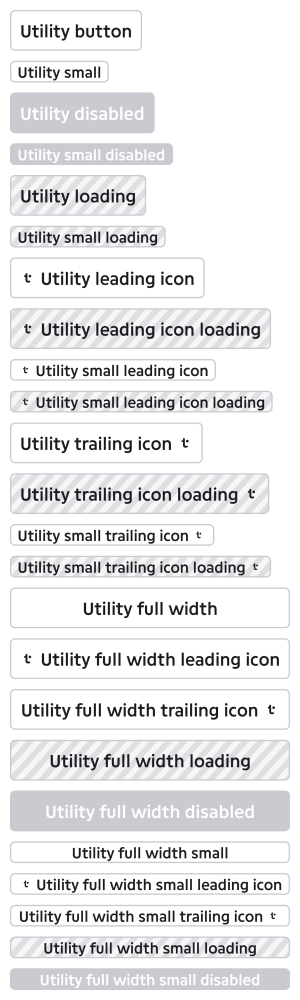 Utility button
Utility small
Utility disabled
Utility small disabled
Utility loading
Utility small loading
Utility leading icon
Utility leading icon loading
Utility small leading icon
Utility small leading icon loading
Utility trailing icon
Utility trailing icon loading
Utility small trailing icon
Utility small trailing icon loading
Utility full width
Utility full width leading icon
Utility full width trailing icon
Utility full width loading
Utility full width disabled
Utility full width small
Utility full width small leading icon
Utility full width small trailing icon
Utility full width small loading
Utility full width small disabled